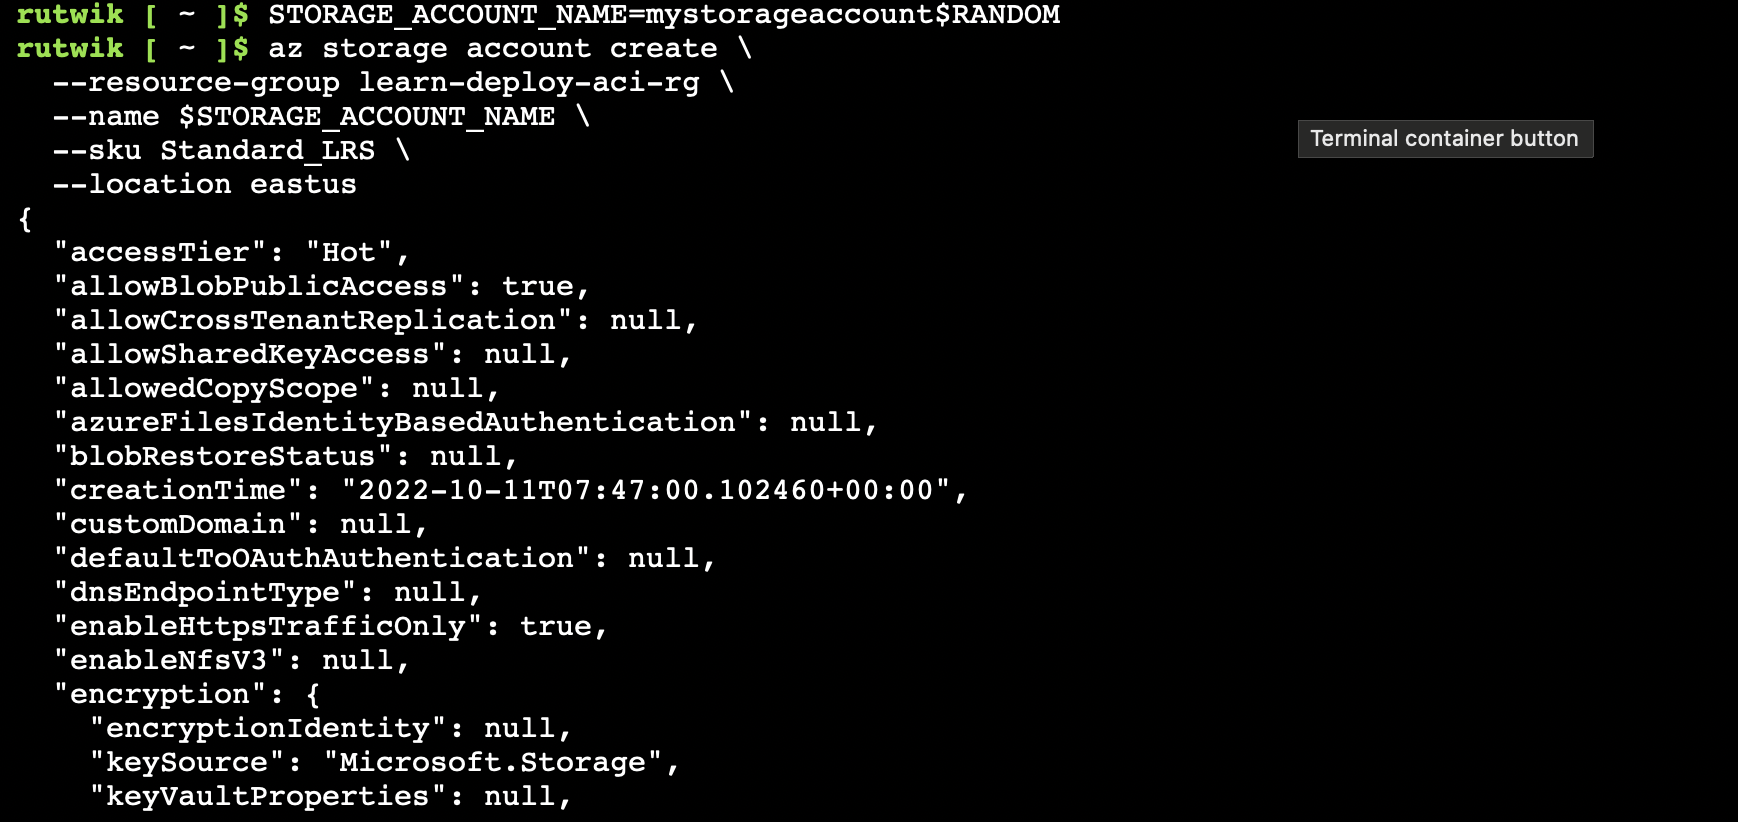 rutwik [ ~ ]$ STORAGE_ACCOUNT_NAME=mystorageaccount$RANDOM
rutwik [ ~ ]$ az storage account create \
  --resource-group learn-deploy-aci-rg \
  --name $STORAGE_ACCOUNT_NAME \
Terminal container button
  --sku Standard_LRS \
  --location eastus
{
  "accessTier": "Hot",
  "allowBlobPublicAccess": true,
  "allowCrossTenantReplication": null,
  "allowSharedKeyAccess": null,
  "allowedCopyScope": null,
  "azureFilesIdentityBasedAuthentication": null,
  "blobRestoreStatus": null,
  "creationTime": "2022-10-11T07:47:00.102460+00:00",
  "customDomain": null,
  "defaultToOAuthAuthentication": null,
  "dnsEndpointType": null,
  "enableHttpsTrafficOnly": true,
  "enableNfsV3": null,
  "encryption": {
    "encryptionIdentity": null,
    "keySource": "Microsoft.Storage",
    "keyVaultProperties": null,